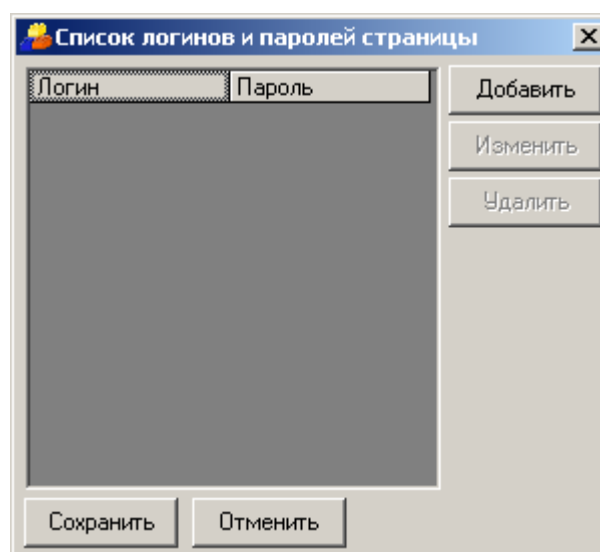 Список логинов и паролей страницы
Логин Пароль
Добавить
Изменить
Удалить
Сохранить Отменить